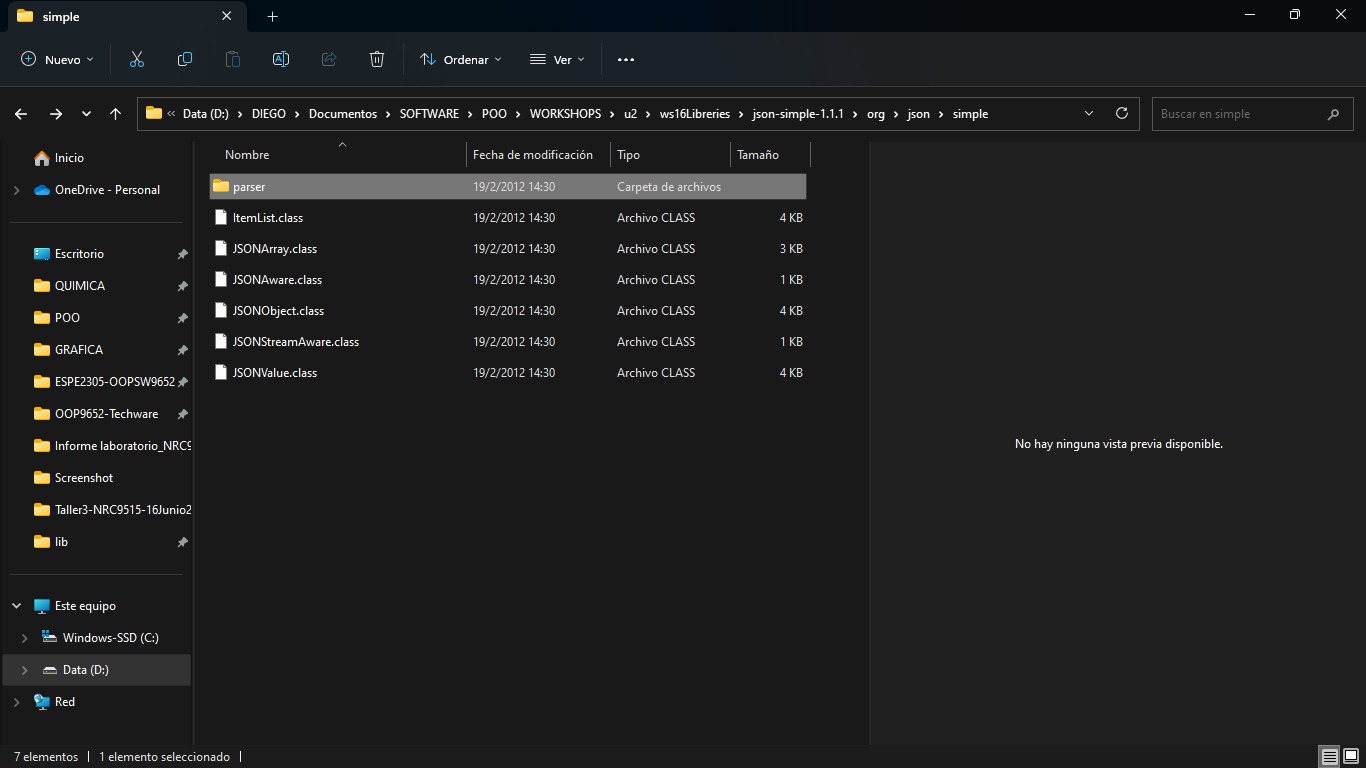 simple
Nuevo
Ordenar
Ver
« Data (D:) › DIEGO › Documentos › SOFTWARE › POO › WORKSHOPS › u2 › ws16Libreries › json-simple-1.1.1 › org › json › simple
Buscar en simple
Inicio
OneDrive - Personal
Escritorio
QUIMICA
POO
GRAFICA
ESPE2305-OOPSW9652
OOP9652-Techware
Informe laboratorio_NRC9
Screenshot
Taller3-NRC9515-16Junio2
lib
Este equipo
Windows-SSD (C:)
Data (D:)
Red
Nombre Fecha de modificación Tipo Tamaño
parser 19/2/2012 14:30 Carpeta de archivos
ItemList.class 19/2/2012 14:30 Archivo CLASS 4 KB
JSONArray.class 19/2/2012 14:30 Archivo CLASS 3 KB
JSONAware.class 19/2/2012 14:30 Archivo CLASS 1 KB
JSONObject.class 19/2/2012 14:30 Archivo CLASS 4 KB
JSONStreamAware.class 19/2/2012 14:30 Archivo CLASS 1 KB
JSONValue.class 19/2/2012 14:30 Archivo CLASS 4 KB
No hay ninguna vista previa disponible.
7 elementos 1 elemento seleccionado